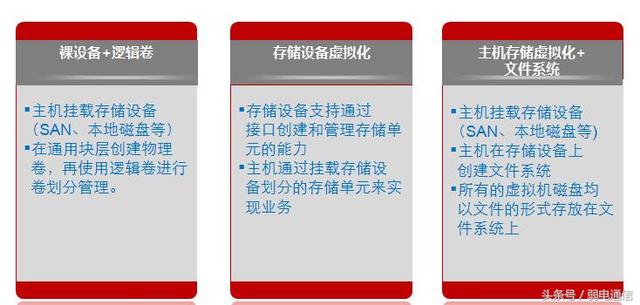 裸设备+逻辑卷
▪主机挂载存储设备
（SAN、本地磁盘等）
▪在通用块层创建物理
卷，再使用逻辑卷进行
卷划分管理。
存储设备虚拟化
▪存储设备支持通过
接口创建和管理存储单
元的能力
▪主机通过挂载存储设
备划分的存储单元来实
现业务
主机存储虚拟化+
文件系统
▪主机挂载存储设备
（SAN、本地磁盘等)
▪主机在存储设备上
创建文件系统
▪所有的虚拟机磁盘均
以文件的形式存放在文
件系统上
头条号／弱电通信